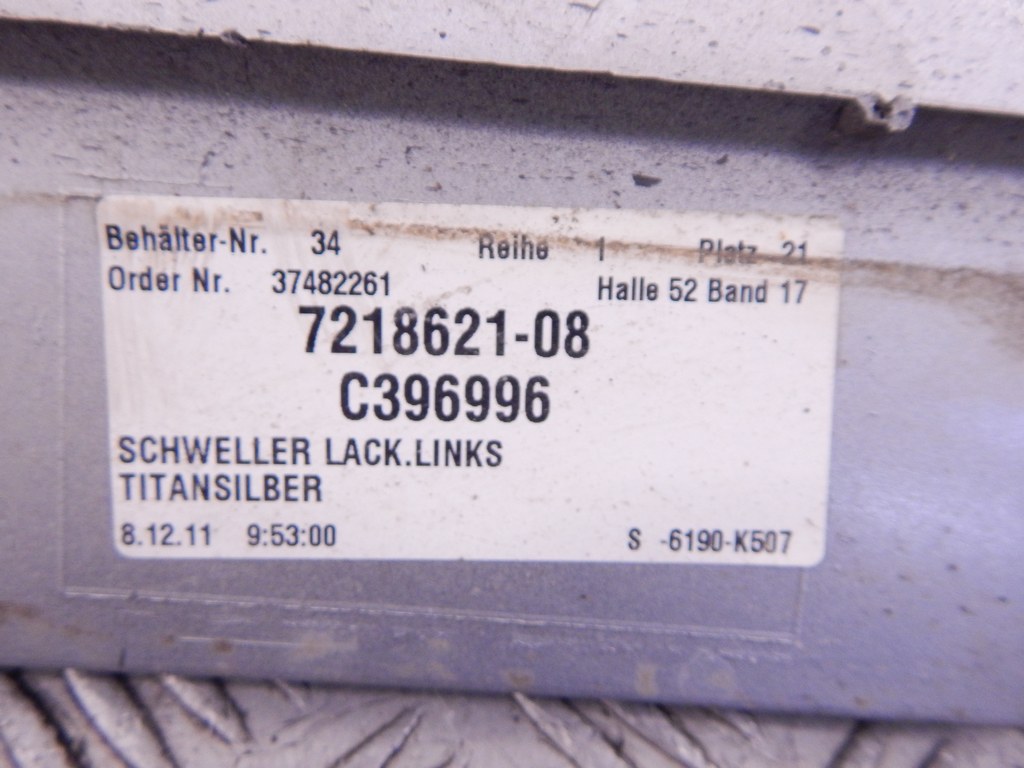 Behälter-Nr. 34 Reihe 1 Platz 21
Order Nr. 37482261 Halle 52 Band 17
7218621-08
C396996
SCHWELLER LACK.LINKS
TITANSILBER
8.12.11 9:53:00 S -6190-K507